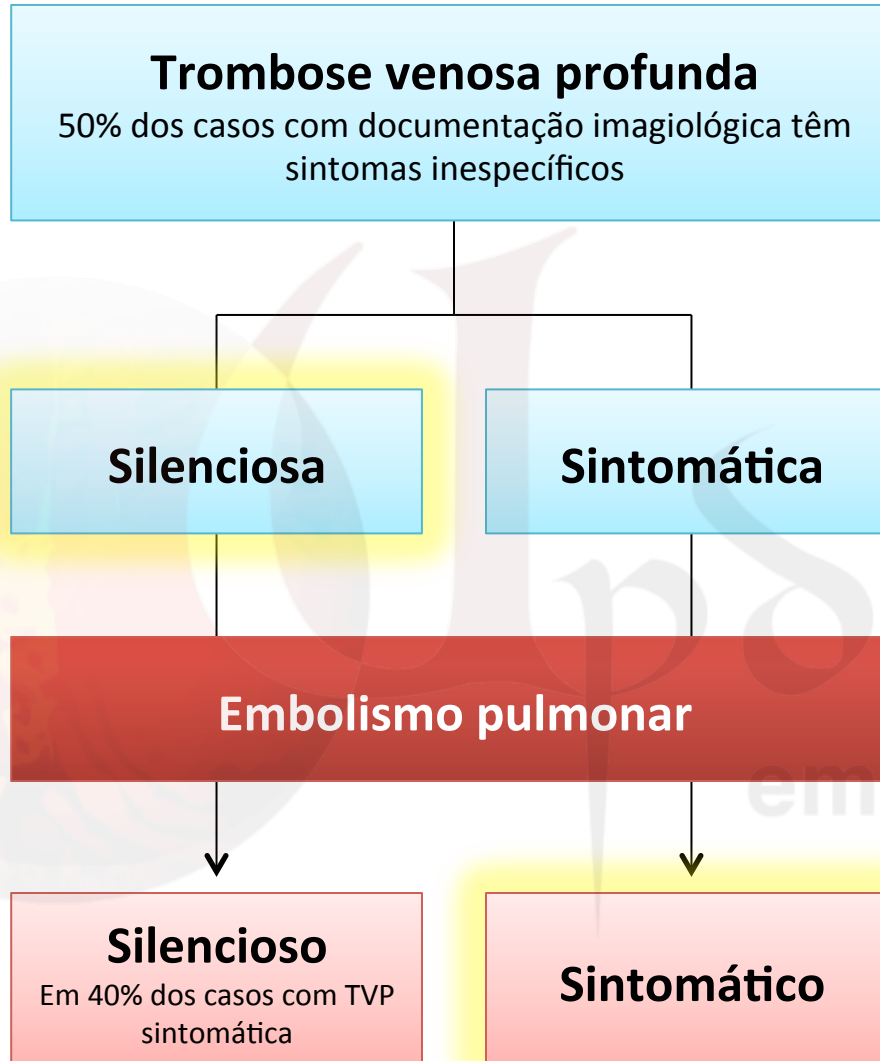 Trombose venosa profunda
50% dos casos com documentação imagiológica têm
sintomas inespecíficos
Silenciosa
Sintomática
Embolismo pulmonar
Silencioso
Em 40% dos casos com TVP
sintomática
Sintomático
em